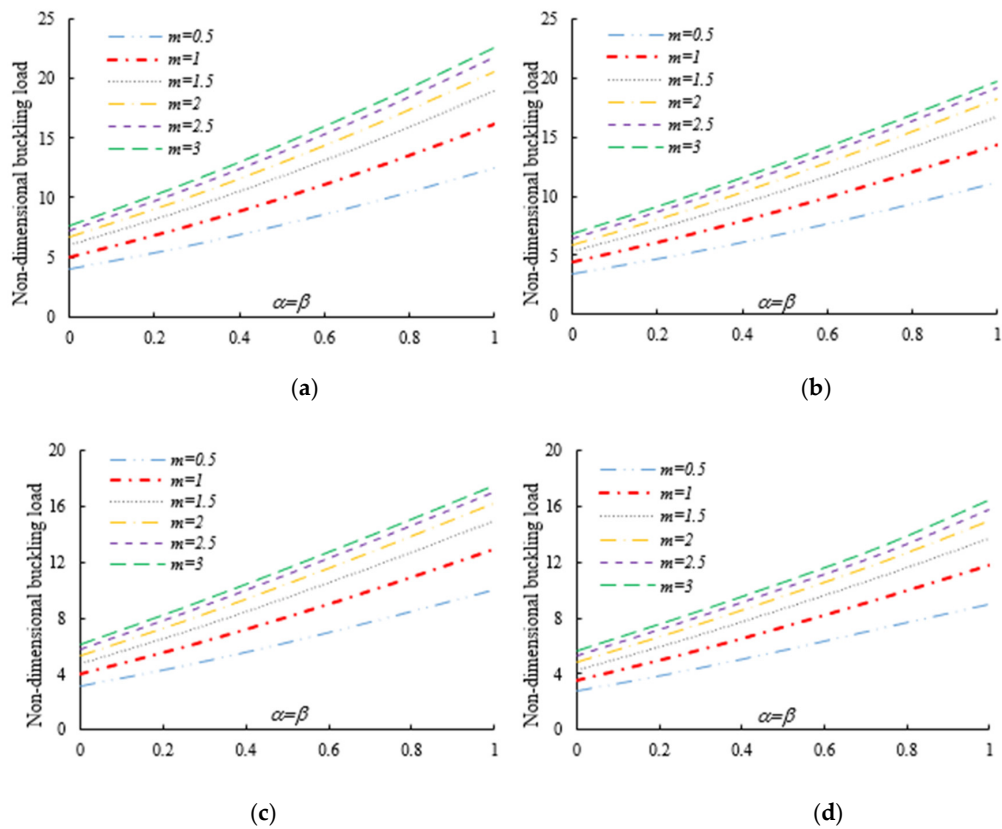 Non-dimensional buckling load
25
20
15
10
5
0
m=0.5
m=1
m=1.5
m=2
m=2.5
m=3
α=β
0 0.2 0.4 0.6 0.8 1
(a)
Non-dimensional buckling load
25
20
15
10
5
0
m=0.5
m=1
m=1.5
m=2
m=2.5
m=3
α=β
0 0.2 0.4 0.6 0.8 1
(b)
Non-dimensional buckling load
20
16
12
8
4
0
m=0.5
m=1
m=1.5
m=2
m=2.5
m=3
α=β
0 0.2 0.4 0.6 0.8 1
(c)
Non-dimensional buckling load
20
16
12
8
4
0
m=0.5
m=1
m=1.5
m=2
m=2.5
m=3
α=β
0 0.2 0.4 0.6 0.8 1
(d)